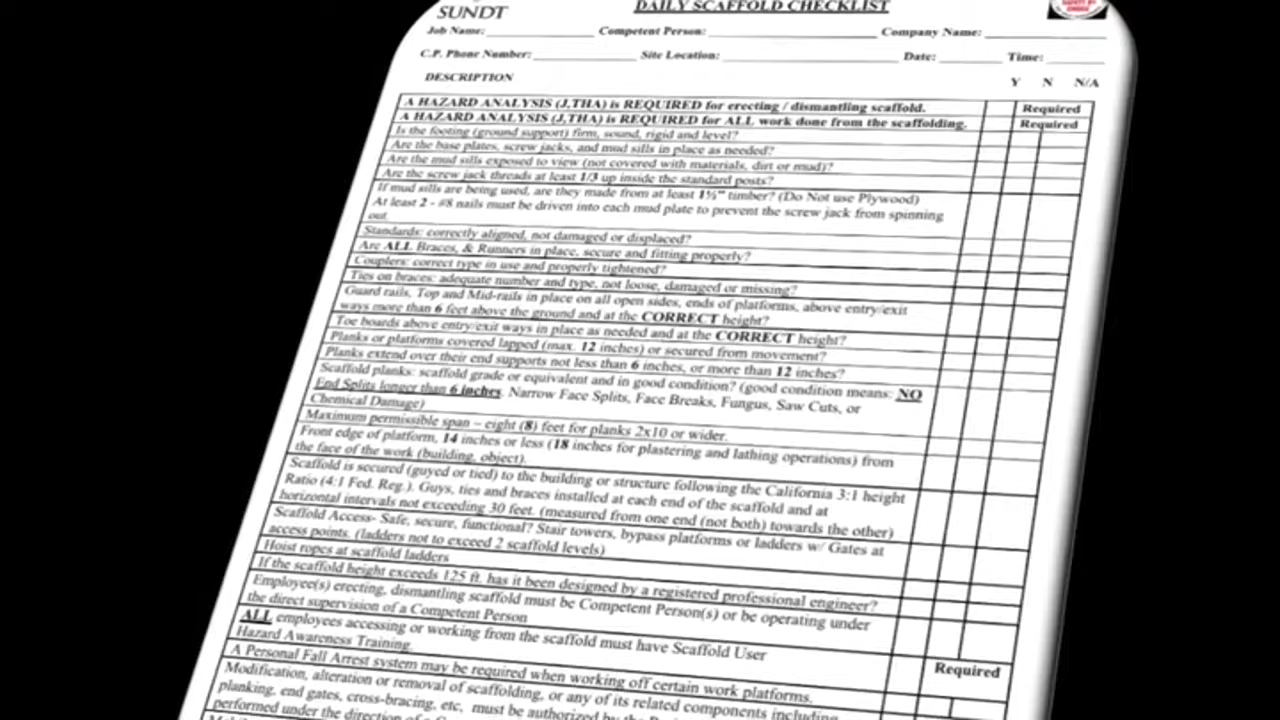 SUNDT
DAILY SCAFFOLD CHECKLIST
SAFETY BY CHOICE
Job Name: Competent Person: Company Name:
C.P. Phone Number: Site Location: Date: Time:
DESCRIPTION Y N N/A
A HAZARD ANALYSIS (J,THA) is REQUIRED for erecting / dismantling scaffold. Required
A HAZARD ANALYSIS (J,THA) is REQUIRED for ALL work done from the scaffolding. Required
Is the footing (ground support) firm, sound, rigid and level?
Are the base plates, screw jacks, and mud sills in place as needed?
Are the mud sills exposed to view (not covered with materials, dirt or mud)?
Are the screw jack threads at least 1/3 up inside the standard posts?
If mud sills are being used, are they made from at least 1½" timber? (Do Not use Plywood)
At least 2 - #8 nails must be driven into each mud plate to prevent the screw jack from spinning
out.
Standards: correctly aligned, not damaged or displaced?
Are ALL Braces, & Runners in place, secure and fitting properly?
Couplers: correct type in use and properly tightened?
Ties on braces: adequate number and type, not loose, damaged or missing?
Guard rails, Top and Mid-rails in place on all open sides, ends of platforms, above entry/exit
ways more than 6 feet above the ground and at the CORRECT height?
Toe boards above entry/exit ways in place as needed and at the CORRECT height?
Planks or platforms covered lapped (max. 12 inches) or secured from movement?
Planks extend over their end supports not less than 6 inches, or more than 12 inches?
Scaffold planks: scaffold grade or equivalent and in good condition? (good condition means: NO
End Splits longer than 6 inches. Narrow Face Splits, Face Breaks, Fungus, Saw Cuts, or
Chemical Damage)
Maximum permissible span – eight (8) feet for planks 2x10 or wider.
Front edge of platform, 14 inches or less (18 inches for plastering and lathing operations) from
the face of the work (building, object).
Scaffold is secured (guyed or tied) to the building or structure following the California 3:1 height
Ratio (4:1 Fed. Reg.). Guys, ties and braces installed at each end of the scaffold and at
horizontal intervals not exceeding 30 feet. (measured from one end (not both) towards the other)
Scaffold Access- Safe, secure, functional? Stair towers, bypass platforms or ladders w/ Gates at
access points. (ladders not to exceed 2 scaffold levels)
Hoist ropes at scaffold ladders
If the scaffold height exceeds 125 ft. has it been designed by a registered professional engineer?
Employee(s) erecting, dismantling scaffold must be Competent Person(s) or be operating under
the direct supervision of a Competent Person
ALL employees accessing or working from the scaffold must have Scaffold User
Hazard Awareness Training. Required
A Personal Fall Arrest system may be required when working off certain work platforms.
Modification, alteration or removal of scaffolding, or any of its related components including
planking, end gates, cross-bracing, etc, must be authorized by the
performed under the direction of a